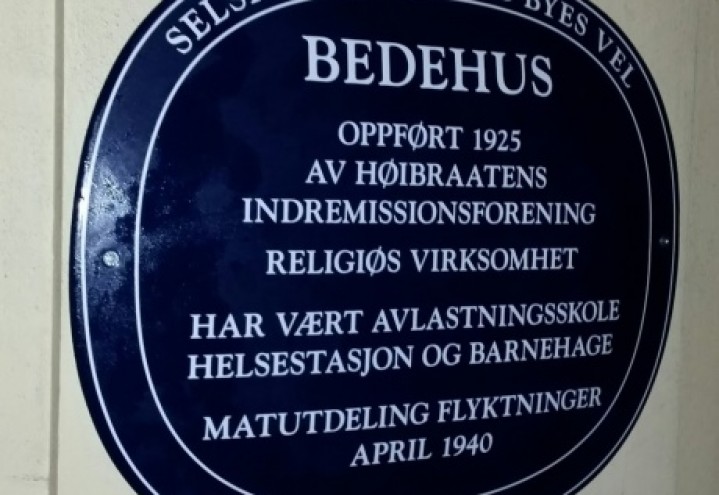 BYES VEL
BEDEHUS
OPPFØRT 1925
AV HØIBRAATENS
INDREMISSIONSFORENING
RELIGIØS VIRKSOMHET
HAR VÆRT AVLASTNINGSSKOLE
HELSESTASJON OG BARNEHAGE
MATUTDELING FLYKTNINGER
APRIL 1940